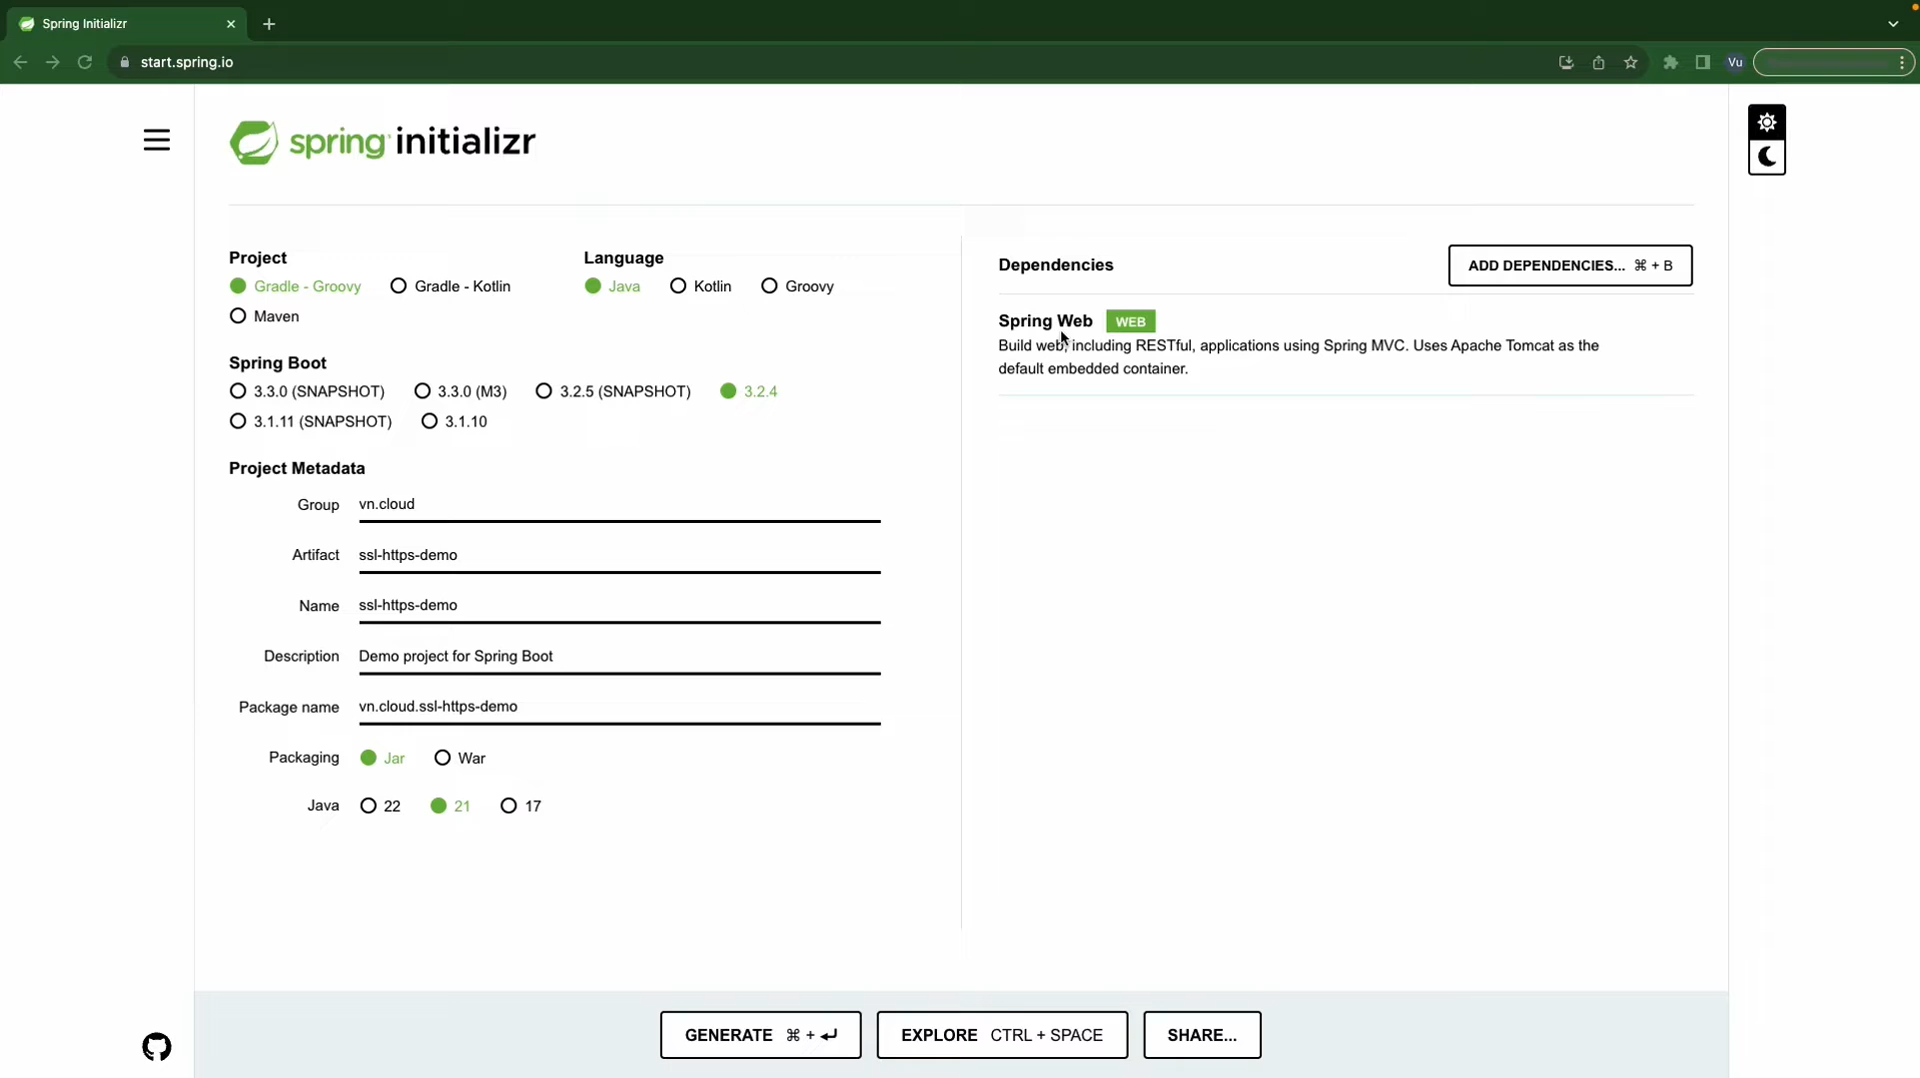 Spring Initializr
start.spring.io
Vu
spring initializr
Project
Gradle - Groovy
Gradle - Kotlin
Maven
Language
Java
Kotlin
Groovy
Spring Boot
3.3.0 (SNAPSHOT)
3.3.0 (M3)
3.2.5 (SNAPSHOT)
3.2.4
3.1.11 (SNAPSHOT)
3.1.10
Project Metadata
Group vn.cloud
Artifact ssl-https-demo
Name ssl-https-demo
Description Demo project for Spring Boot
Package name vn.cloud.ssl-https-demo
Packaging Jar War
Java 22 21 17
Dependencies
ADD DEPENDENCIES... ⌘ + B
Spring Web WEB
Build web, including RESTful, applications using Spring MVC. Uses Apache Tomcat as the
default embedded container.
GENERATE ⌘ + ↵
EXPLORE CTRL + SPACE
SHARE...